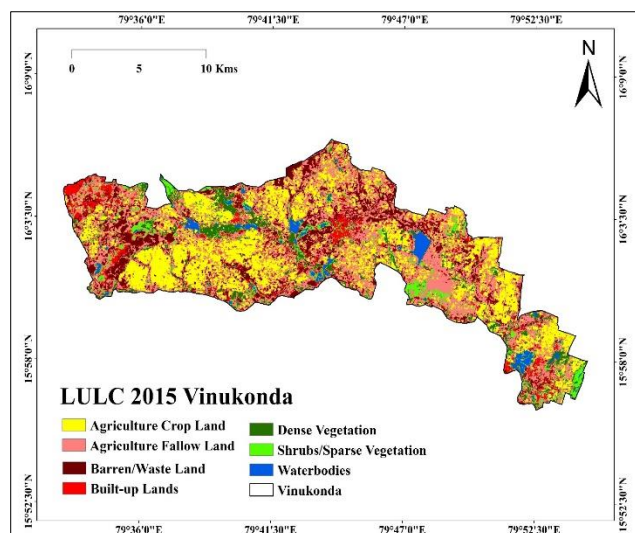 79°36'0"E 79°41'30"E 79°47'0"E 79°52'30"E
0 5 10 Kms
N
16°9'0"N 16°9'0"N
16°3'30"N 16°3'30"N
15°58'0"N 15°58'0"N
15°52'30"N 15°52'30"N
LULC 2015 Vinukonda
Agriculture Crop Land Dense Vegetation
Agriculture Fallow Land Shrubs/Sparse Vegetation
Barren/Waste Land Waterbodies
Built-up Lands Vinukonda
79°36'0"E 79°41'30"E 79°47'0"E 79°52'30"E